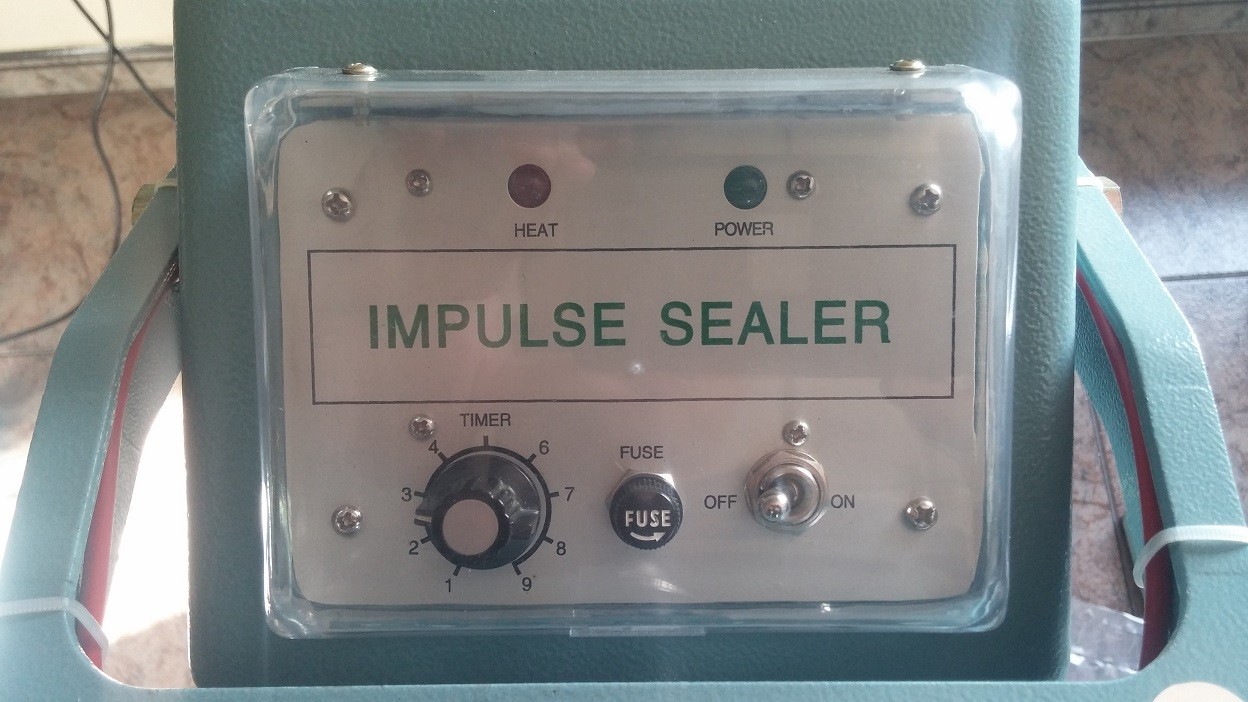 HEAT POWER
IMPULSE SEALER
TIMER
4 6
3 7
2 8
1 9
FUSE
FUSE
OFF ON